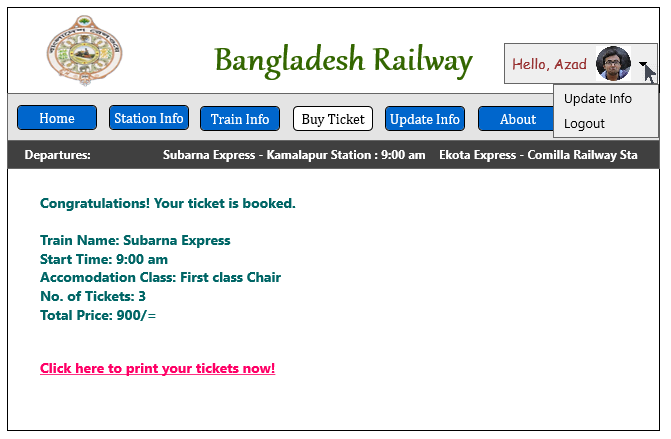 Bangladesh Railway
Hello, Azad
Update Info
Logout
Home
Station Info
Train Info
Buy Ticket
Update Info
About
Departures:
Subarna Express - Kamalapur Station : 9:00 am
Ekota Express - Comilla Railway Sta
Congratulations! Your ticket is booked.
Train Name: Subarna Express
Start Time: 9:00 am
Accomodation Class: First class Chair
No. of Tickets: 3
Total Price: 900/=
Click here to print your tickets now!